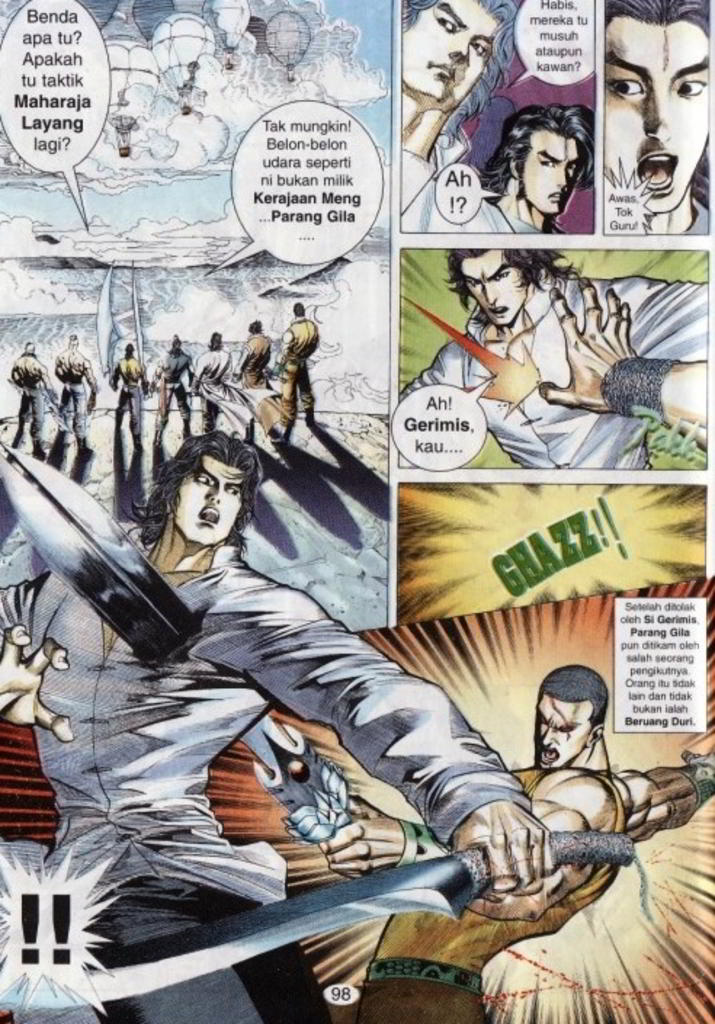 Benda
apa tu?
Apakah
tu taktik
Maharaja
Layang
lagi?
Tak mungkin!
Belon-belon
udara seperti
ni bukan milik
Kerajaan Meng
...Parang Gila
....
Habis,
mereka tu
musuh
ataupun
kawan?
Ah
!?
Awas,
Tok
Guru!
Ah!
Gerimis,
kau....
GHAZZ!!
Setelah ditolak
oleh Si Gerimis,
Parang Gila
pun ditikam oleh
salah seorang
pengikutnya.
Orang itu tidak
lain dan tidak
bukan ialah
Beruang Duri.
!!
98